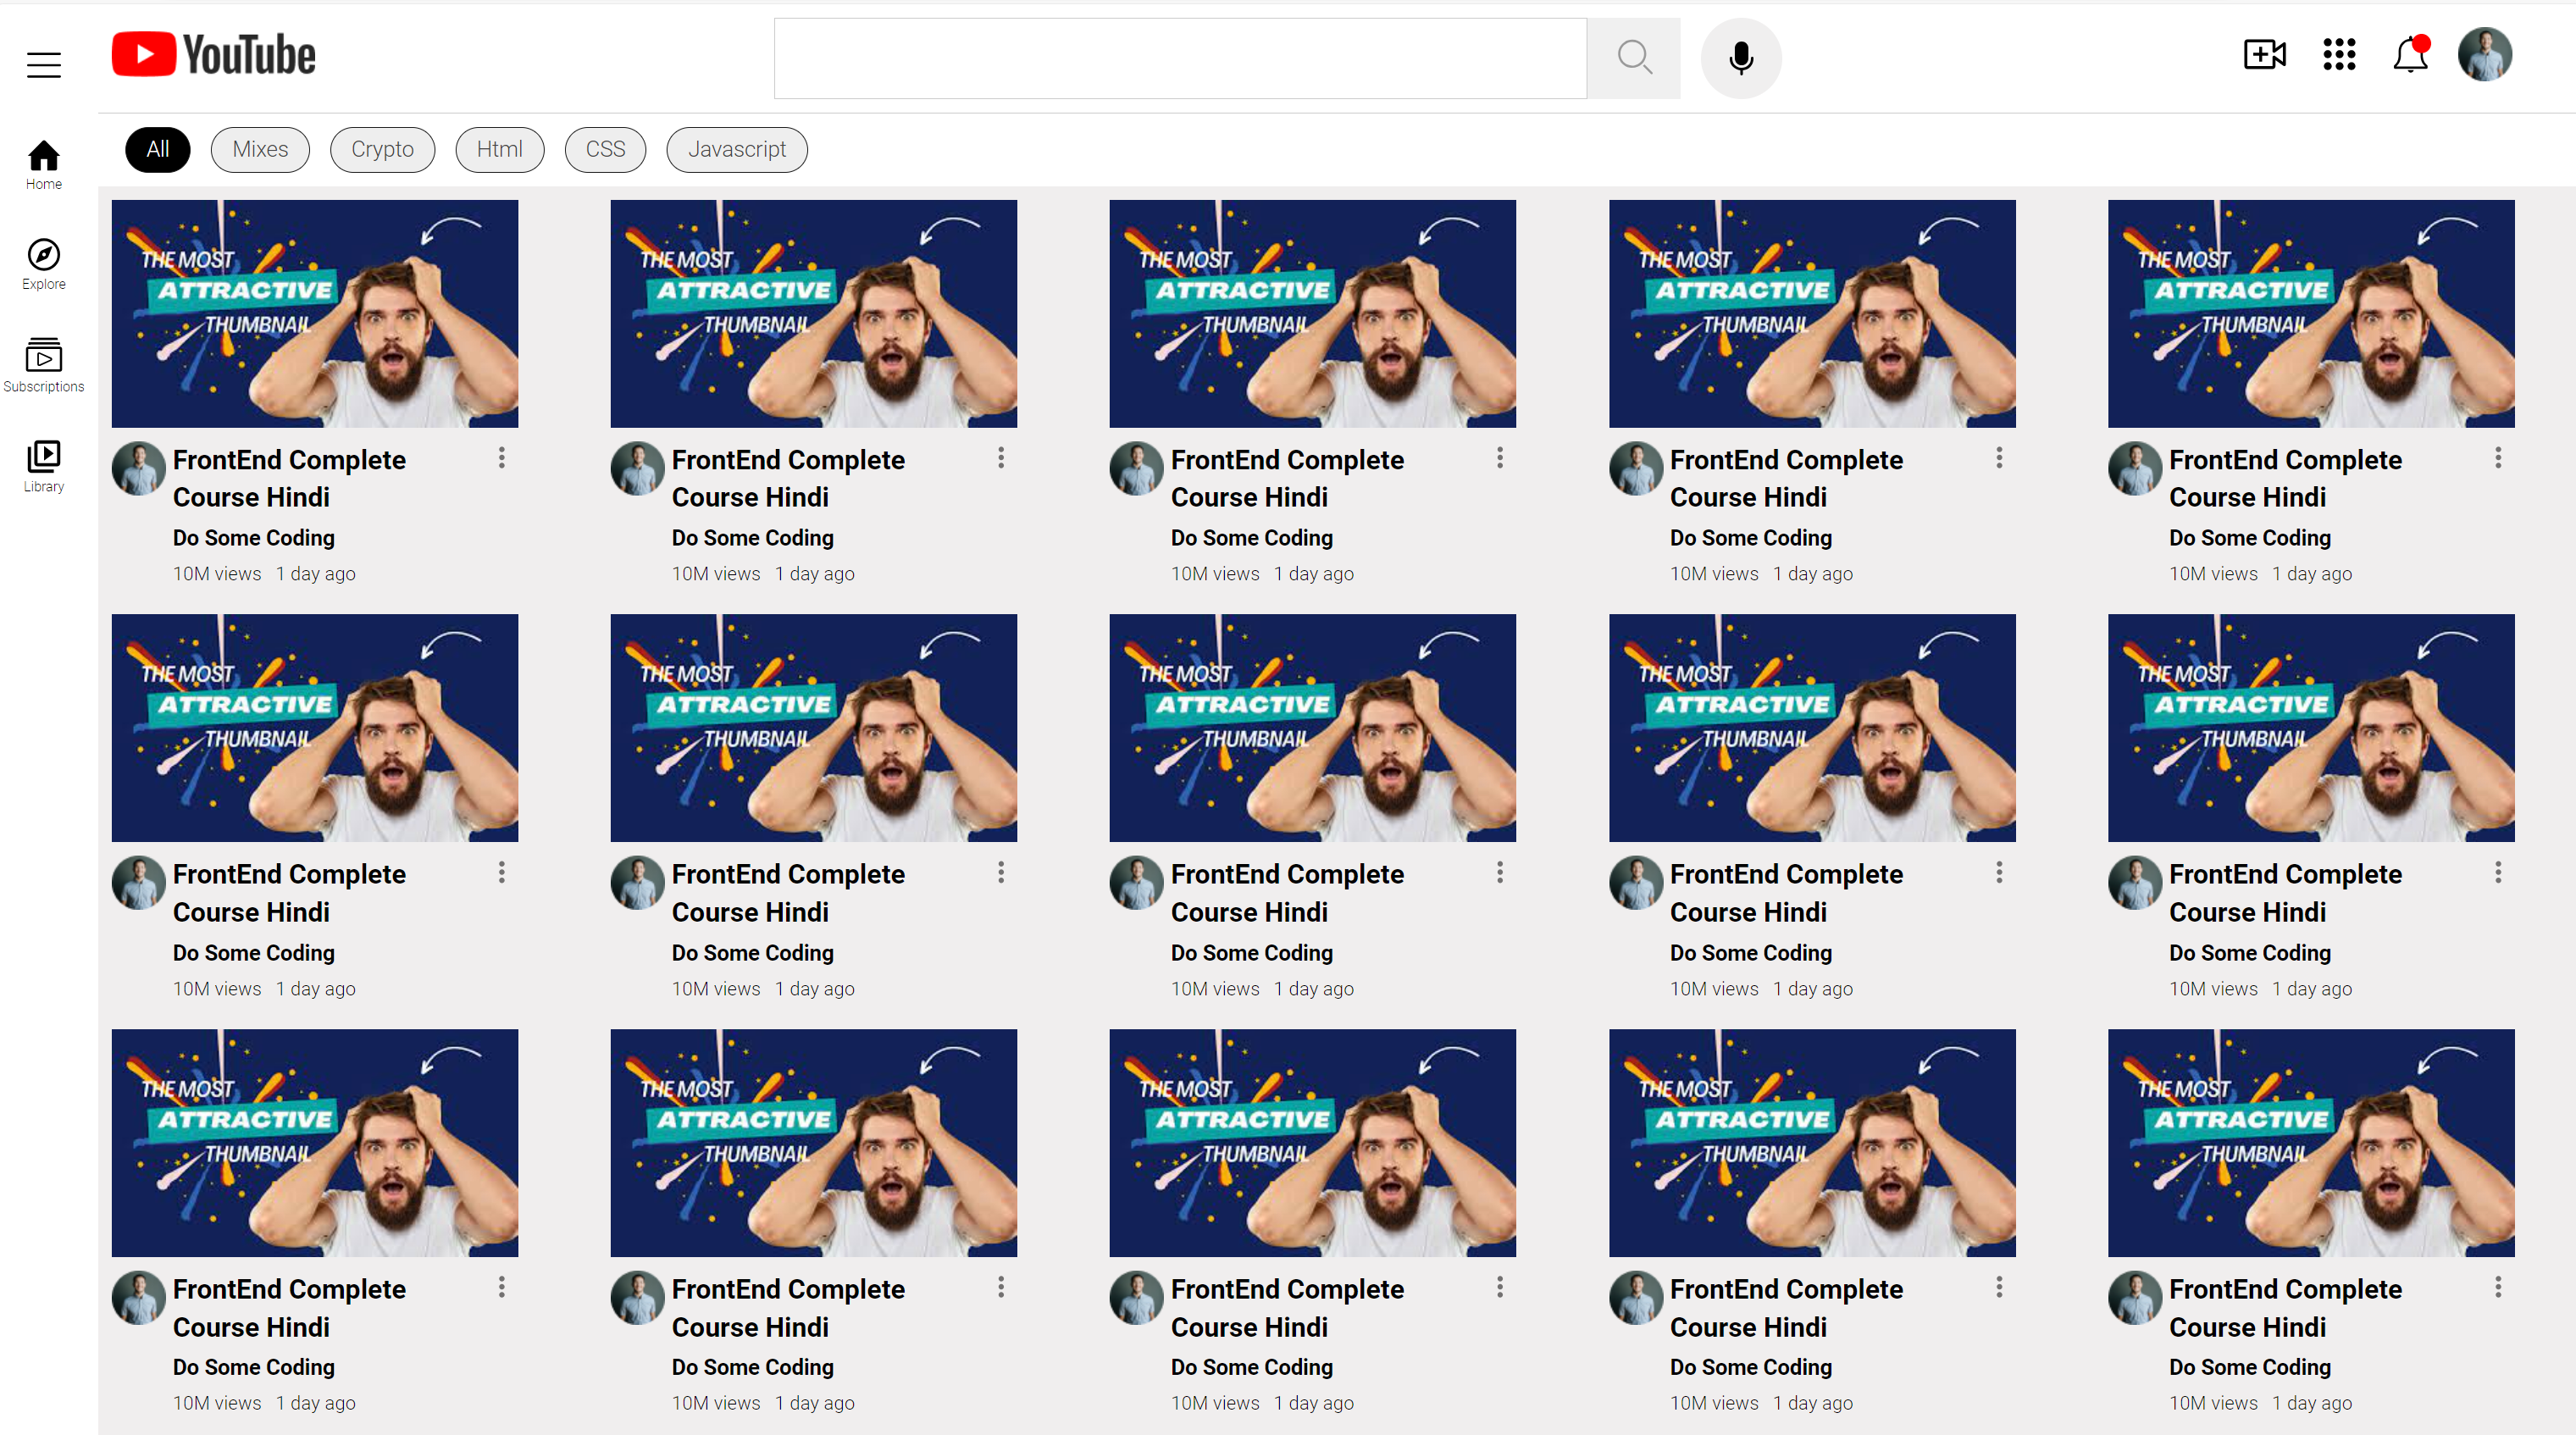 YouTube
All Mixes Crypto Html CSS Javascript
Home
Explore
Subscriptions
Library
THE MOST
ATTRACTIVE
THUMBNAIL
THE MOST
ATTRACTIVE
THUMBNAIL
THE MOST
ATTRACTIVE
THUMBNAIL
THE MOST
ATTRACTIVE
THUMBNAIL
THE MOST
ATTRACTIVE
THUMBNAIL
FrontEnd Complete
Course Hindi
Do Some Coding
10M views 1 day ago
FrontEnd Complete
Course Hindi
Do Some Coding
10M views 1 day ago
FrontEnd Complete
Course Hindi
Do Some Coding
10M views 1 day ago
FrontEnd Complete
Course Hindi
Do Some Coding
10M views 1 day ago
FrontEnd Complete
Course Hindi
Do Some Coding
10M views 1 day ago
THE MOST
ATTRACTIVE
THUMBNAIL
THE MOST
ATTRACTIVE
THUMBNAIL
THE MOST
ATTRACTIVE
THUMBNAIL
THE MOST
ATTRACTIVE
THUMBNAIL
THE MOST
ATTRACTIVE
THUMBNAIL
FrontEnd Complete
Course Hindi
Do Some Coding
10M views 1 day ago
FrontEnd Complete
Course Hindi
Do Some Coding
10M views 1 day ago
FrontEnd Complete
Course Hindi
Do Some Coding
10M views 1 day ago
FrontEnd Complete
Course Hindi
Do Some Coding
10M views 1 day ago
FrontEnd Complete
Course Hindi
Do Some Coding
10M views 1 day ago
THE MOST
ATTRACTIVE
THUMBNAIL
THE MOST
ATTRACTIVE
THUMBNAIL
THE MOST
ATTRACTIVE
THUMBNAIL
THE MOST
ATTRACTIVE
THUMBNAIL
THE MOST
ATTRACTIVE
THUMBNAIL
FrontEnd Complete
Course Hindi
Do Some Coding
10M views 1 day ago
FrontEnd Complete
Course Hindi
Do Some Coding
10M views 1 day ago
FrontEnd Complete
Course Hindi
Do Some Coding
10M views 1 day ago
FrontEnd Complete
Course Hindi
Do Some Coding
10M views 1 day ago
FrontEnd Complete
Course Hindi
Do Some Coding
10M views 1 day ago